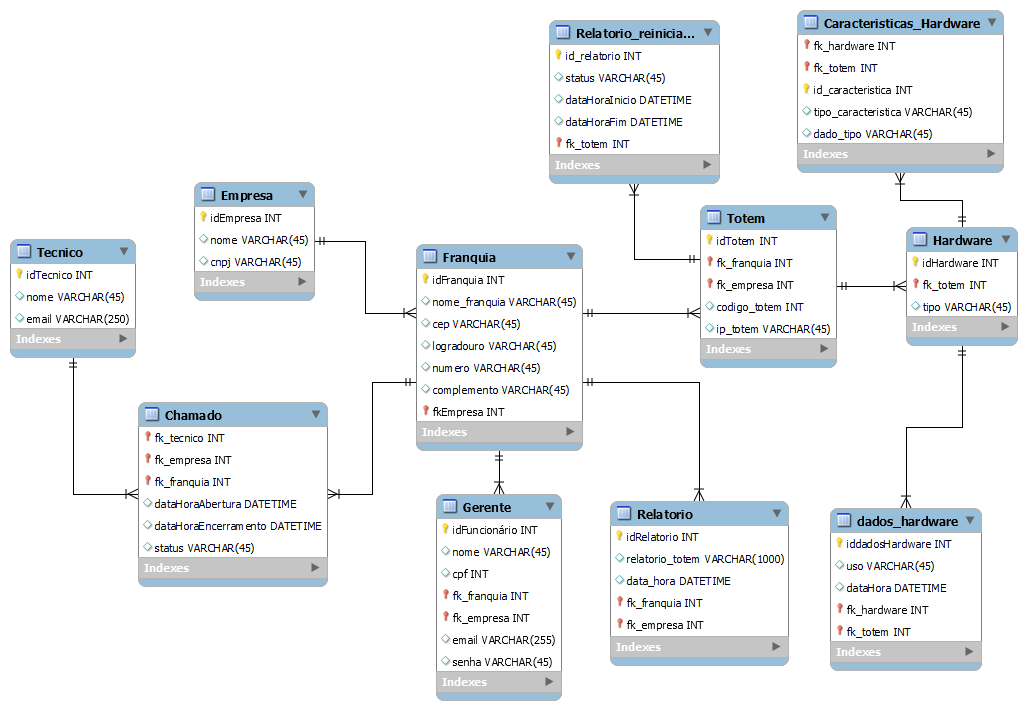 Relatorio_reinicia...
id_relatorio INT
status VARCHAR(45)
dataHoraInicio DATETIME
dataHoraFim DATETIME
fk_totem INT
Indexes
Caracteristicas_Hardware
fk_hardware INT
fk_totem INT
id_caracteristica INT
tipo_caracteristica VARCHAR(45)
dado_tipo VARCHAR(45)
Indexes
Empresa
idEmpresa INT
nome VARCHAR(45)
cnpj VARCHAR(45)
Indexes
Totem
idTotem INT
fk_franquia INT
fk_empresa INT
codigo_totem INT
ip_totem VARCHAR(45)
Indexes
Hardware
idHardware INT
fk_totem INT
tipo VARCHAR(45)
Indexes
Tecnico
idTecnico INT
nome VARCHAR(45)
email VARCHAR(250)
Indexes
Franquia
idFranquia INT
nome_franquia VARCHAR(45)
cep VARCHAR(45)
logradouro VARCHAR(45)
numero VARCHAR(45)
complemento VARCHAR(45)
fkEmpresa INT
Indexes
Chamado
fk_tecnico INT
fk_empresa INT
fk_franquia INT
dataHoraAbertura DATETIME
dataHoraEncerramento DATETIME
status VARCHAR(45)
Indexes
Gerente
idFuncionário INT
nome VARCHAR(45)
cpf INT
fk_franquia INT
fk_empresa INT
email VARCHAR(255)
senha VARCHAR(45)
Indexes
Relatorio
idRelatorio INT
relatorio_totem VARCHAR(1000)
data_hora DATETIME
fk_franquia INT
fk_empresa INT
Indexes
dados_hardware
iddadosHardware INT
uso VARCHAR(45)
dataHora DATETIME
fk_hardware INT
fk_totem INT
Indexes